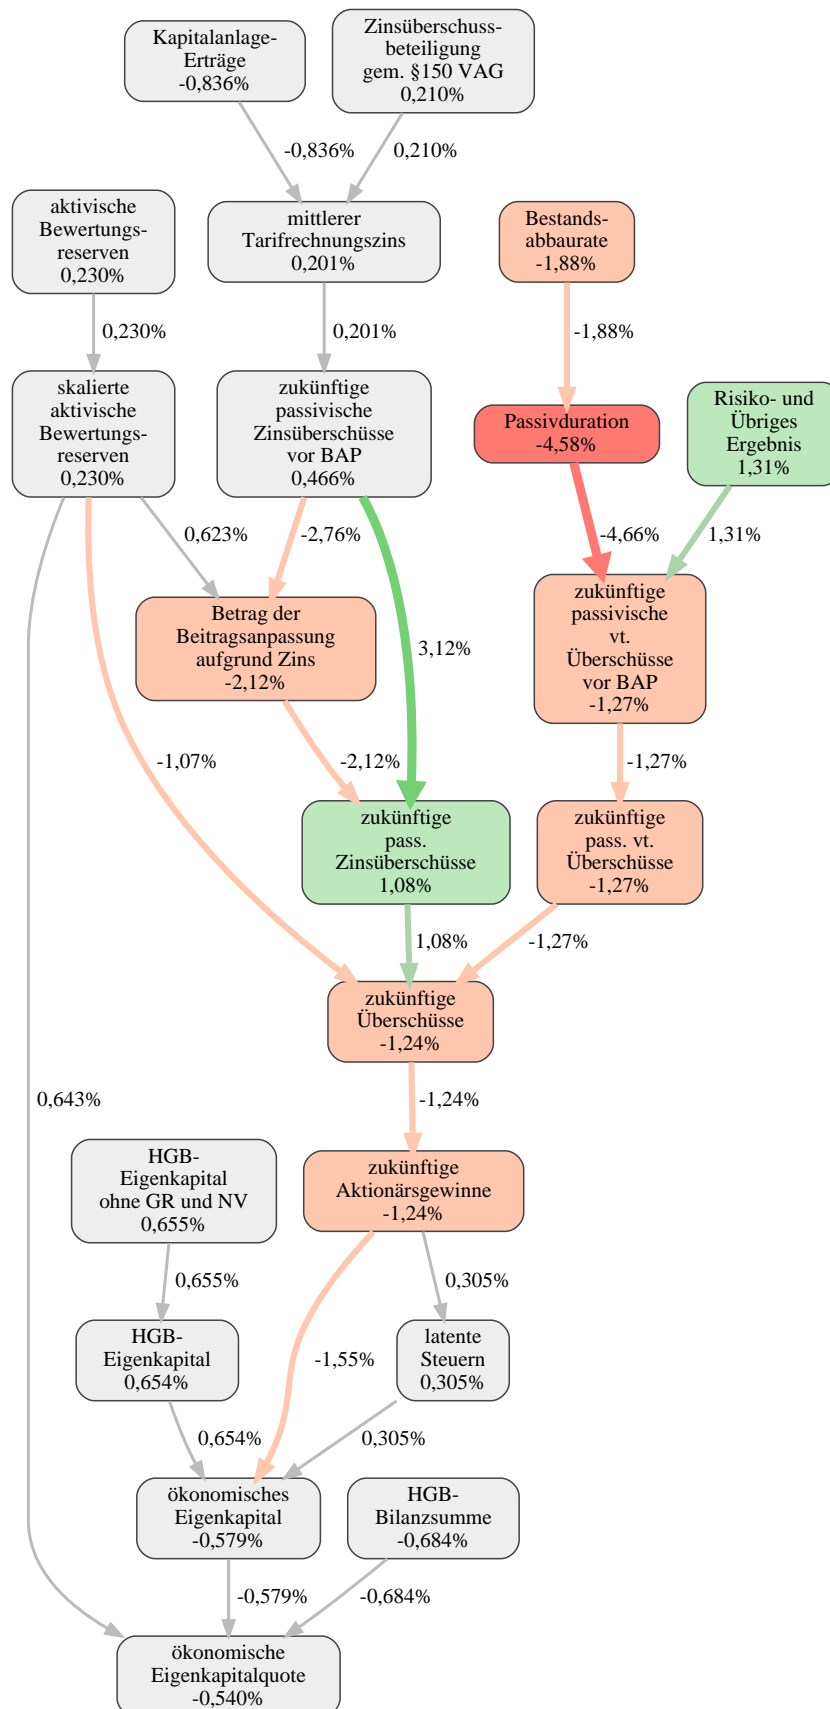 Kapitalanlage-
Erträge
-0,836%
Zinsüberschuss-
beteiligung
gem. §150 VAG
0,210%
-0,836%
0,210%
aktivische
Bewertungs-
reserven
0,230%
mittlerer
Tarifrechnungszins
0,201%
Bestands-
abbaurate
-1,88%
0,230%
0,201%
-1,88%
skalierte
aktivische
Bewertungs-
reserven
0,230%
zukünftige
passivische
Zinsüberschüsse
vor BAP
0,466%
Passivduration
-4,58%
Risiko- und
Übriges
Ergebnis
1,31%
0,623%
-2,76%
-4,66%
1,31%
Betrag der
Beitragsanpassung
aufgrund Zins
-2,12%
3,12%
zukünftige
passivische
vt.
Überschüsse
vor BAP
-1,27%
-1,07%
-2,12%
-1,27%
zukünftige
pass.
Zinsüberschüsse
1,08%
zukünftige
pass. vt.
Überschüsse
-1,27%
1,08%
-1,27%
zukünftige
Überschüsse
-1,24%
0,643%
-1,24%
HGB-
Eigenkapital
ohne GR und NV
0,655%
zukünftige
Aktionärsgewinne
-1,24%
0,655%
0,305%
HGB-
Eigenkapital
0,654%
-1,55%
latente
Steuern
0,305%
0,654%
0,305%
ökonomisches
Eigenkapital
-0,579%
HGB-
Bilanzsumme
-0,684%
-0,579%
-0,684%
ökonomische
Eigenkapitalquote
-0,540%